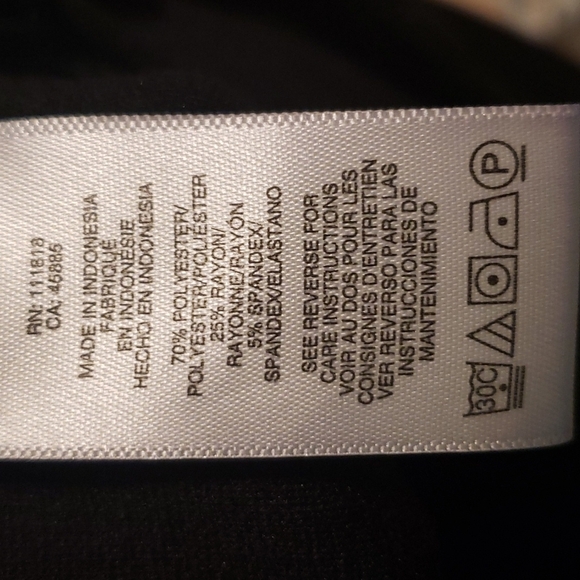 RN: 111818
CA: 45885
MADE IN INDONESIA
FABRIQUÉ
EN INDONÉSIE
HECHO EN INDONESIA
70% POLYESTER/
POLYESTER/POLIESTER
25% RAYON/
RAYONNE/RAYON
5% SPANDEX/
SPANDEX/ELASTANO
SEE REVERSE FOR
CARE INSTRUCTIONS
VOIR AU DOS POUR LES
CONSIGNES D'ENTRETIEN
VER REVERSO PARA LAS
INSTRUCCIONES DE
MANTENIMIENTO
30C P